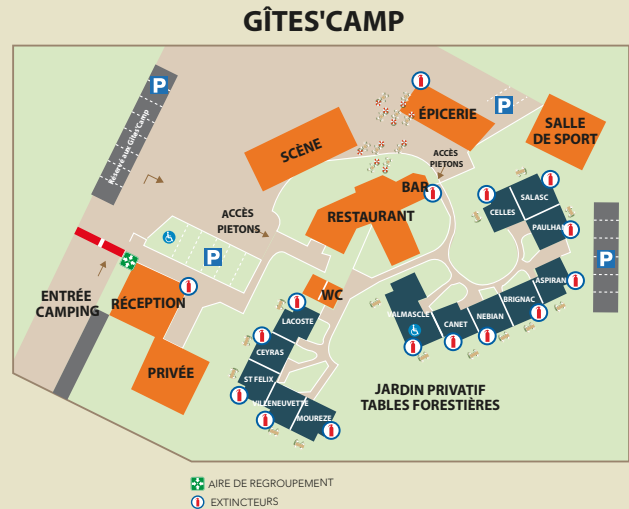 GÎTES'CAMP
P
Réservé aux Gîtes'Camp
P
ÉPICERIE
SALLE
DE SPORT
SCÈNE
ACCÈS
PIETONS
BAR
RESTAURANT
SALASC
CELLES
PAULHAN
ACCÈS
PIETONS
P
P
ENTRÉE
CAMPING
RÉCEPTION
WC
LACOSTE
VALMASCLE
CANET
NEBIAN
BRIGNAC
ASPIRAN
CEYRAS
PRIVÉE
ST FELIX
VILLENEUVETTE
MOUREZE
JARDIN PRIVATIF
TABLES FORESTIÈRES
AIRE DE REGROUPEMENT
EXTINCTEURS